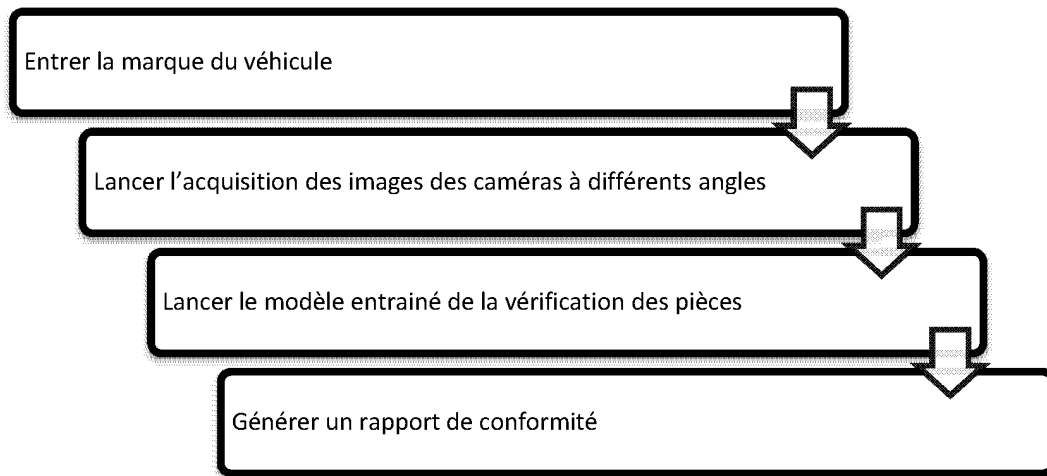 Entrer la marque du véhicule
Lancer l’acquisition des images des caméras à différents angles
Lancer le modèle entrainé de la vérification des pièces
Générer un rapport de conformité